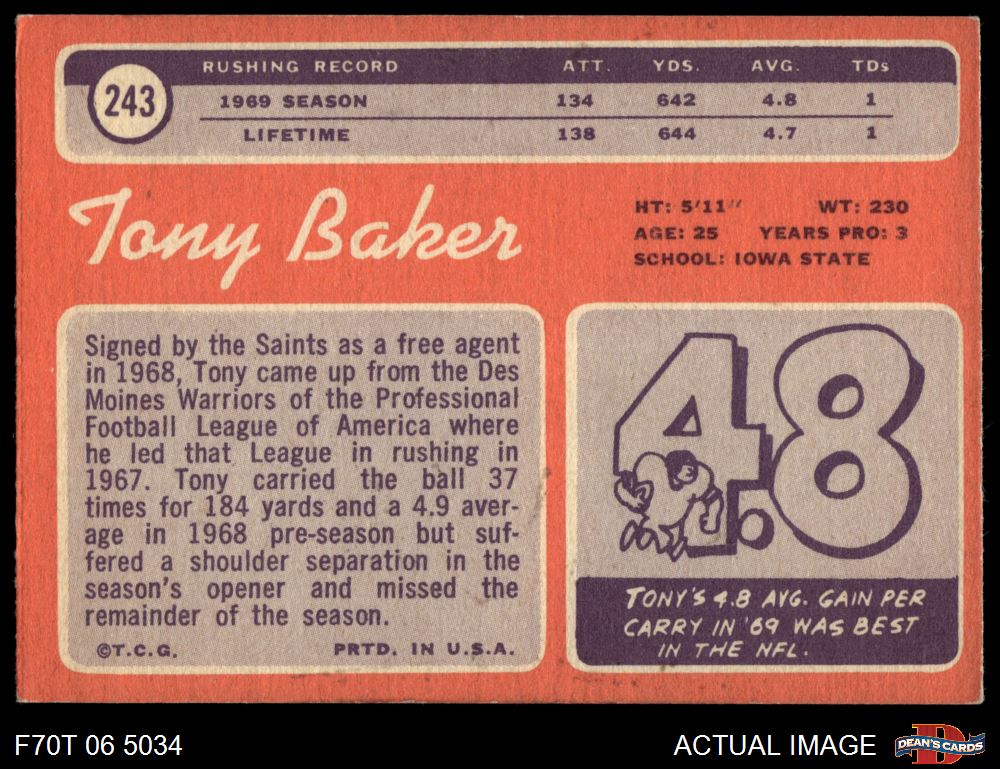 243
RUSHING RECORD ATT. YDS. AVG. TDs
1969 SEASON 134 642 4.8 1
LIFETIME 138 644 4.7 1
Tony Baker
HT: 5'11" WT: 230
AGE: 25 YEARS PRO: 3
SCHOOL: IOWA STATE
Signed by the Saints as a free agent
in 1968, Tony came up from the Des
Moines Warriors of the Professional
Football League of America where
he led that League in rushing in
1967. Tony carried the ball 37
times for 184 yards and a 4.9 aver-
age in 1968 pre-season but suf-
fered a shoulder separation in the
season's opener and missed the
remainder of the season.
©T.C.G. PRTD. IN U.S.A.
4.8
TONY'S 4.8 AVG. GAIN PER
CARRY IN '69 WAS BEST
IN THE NFL.
F70T 06 5034
ACTUAL IMAGE
D
DEAN'S CARDS